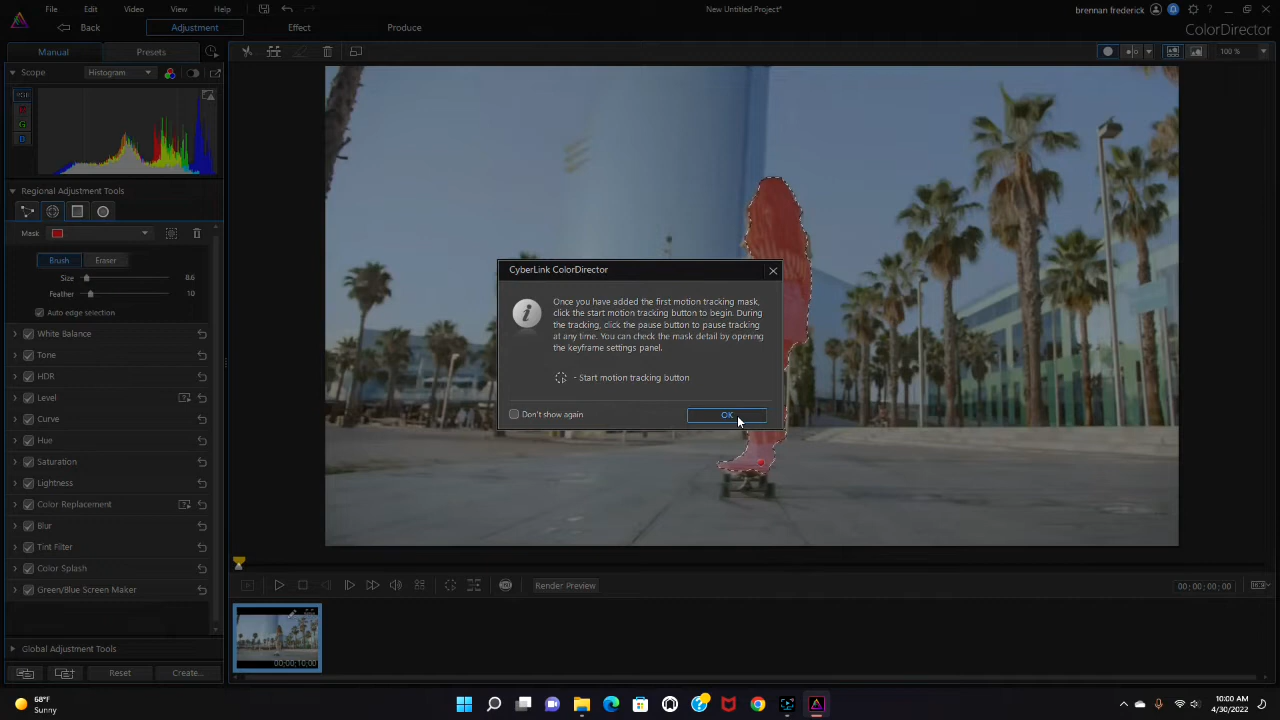 File Edit Video View Help
New Untitled Project*
brennan frederick
Back Adjustment Effect Produce
ColorDirector
Manual Presets
100 %
Scope Histogram
R
G
B
Regional Adjustment Tools
Mask
Brush Eraser
Size 8.6
Feather 10
Auto edge selection
White Balance
Tone
HDR
Level
Curve
Hue
Saturation
Lightness
Color Replacement
Blur
Tint Filter
Color Splash
Green/Blue Screen Maker
Global Adjustment Tools
Reset Create...
CyberLink ColorDirector
Once you have added the first motion tracking mask,
click the start motion tracking button to begin. During
the tracking, click the pause button to pause tracking
at any time. You can check the mask detail by opening
the keyframe settings panel.
- Start motion tracking button
Don't show again
OK
Render Preview
00; 00; 00; 00
00;00;10;00
68°F
Sunny
10:00 AM
4/30/2022